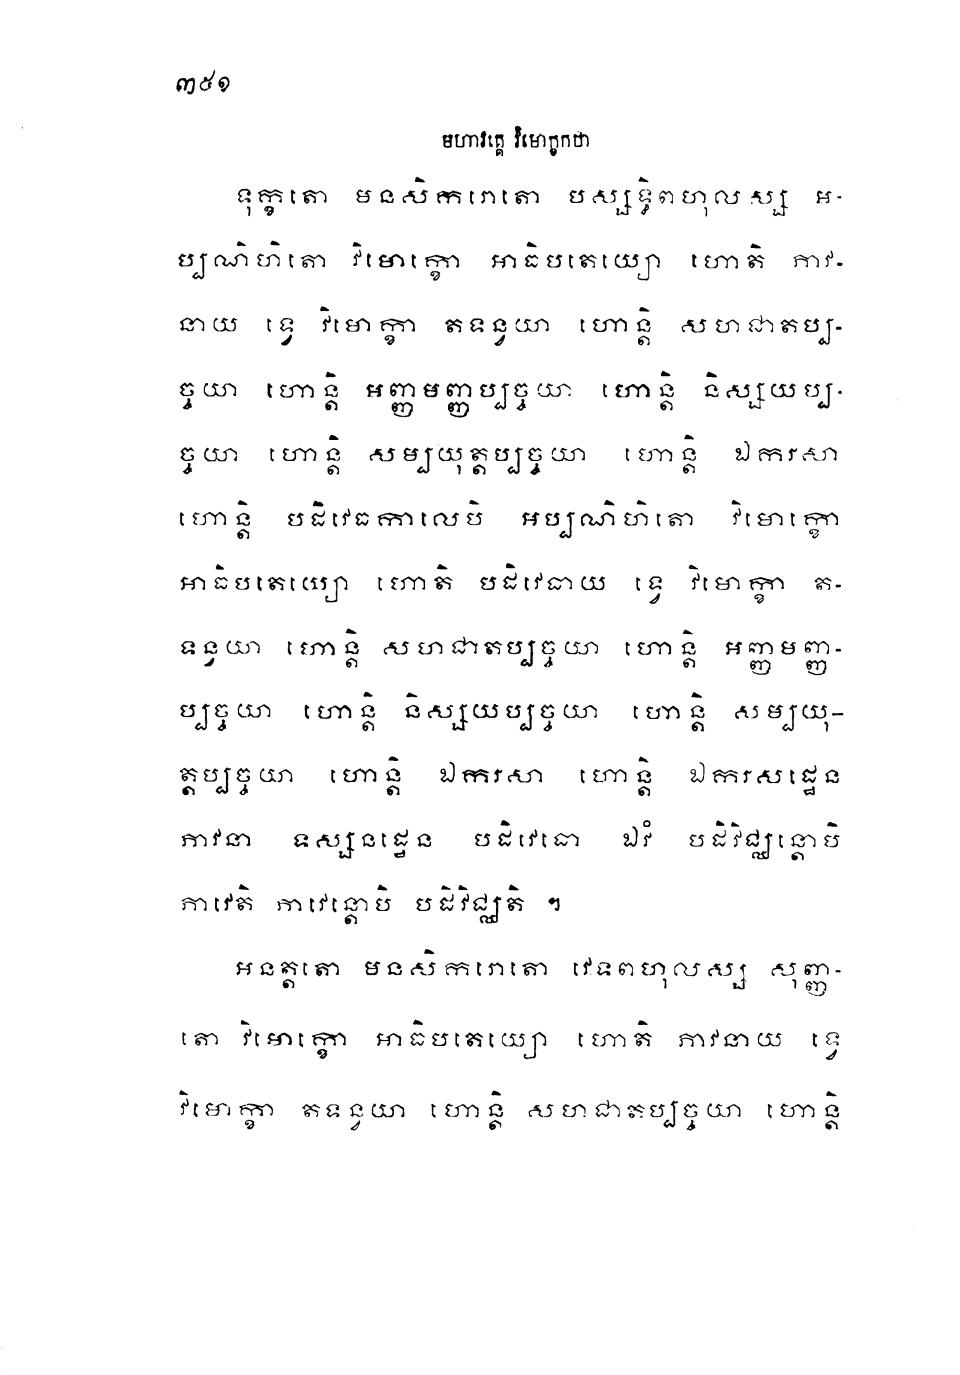 ៣៥១
មហាវគ្គេ វិមោក្ខកថា
ទុក្ខតោ មនសិករោតោ បស្សទ្ធិពហុលស្ស អ-
ប្បណិហិតោ វិមោក្ខោ អាធិបតេយ្យោ ហោតិ ភាវ-
នាយ ទ្វេ វិមោក្ខា តទន្វយា ហោន្តិ សហជាតប្ប-
ច្ចយា ហោន្តិ អញ្ញមញ្ញប្បច្ចយា ហោន្តិ និស្សយប្ប-
ច្ចយា ហោន្តិ សម្បយុត្តប្បច្ចយា ហោន្តិ ឯករសា
ហោន្តិ បដិវេធកាលេបិ អប្បណិហិតោ វិមោក្ខោ
អាធិបតេយ្យោ ហោតិ បដិវេធាយ ទ្វេ វិមោក្ខា ត-
ទន្វយា ហោន្តិ សហជាតប្បច្ចយា ហោន្តិ អញ្ញមញ្ញ-
ប្បច្ចយា ហោន្តិ និស្សយប្បច្ចយា ហោន្តិ សម្បយុ-
ត្តប្បច្ចយា ហោន្តិ ឯករសា ហោន្តិ ឯករសដ្ឋេន
ភាវនា ទស្សនដ្ឋេន បដិវេធោ ឯវំ បដិវិជ្ឈន្តោបិ
ភាវេតិ ភាវេន្តោបិ បដិវិជ្ឈតិ ។
អនត្តតោ មនសិករោតោ វេទពហុលស្ស សុញ្ញ-
តោ វិមោក្ខោ អាធិបតេយ្យោ ហោតិ ភាវនាយ ទ្វេ
វិមោក្ខា តទន្វយា ហោន្តិ សហជាតប្បច្ចយា ហោន្តិ